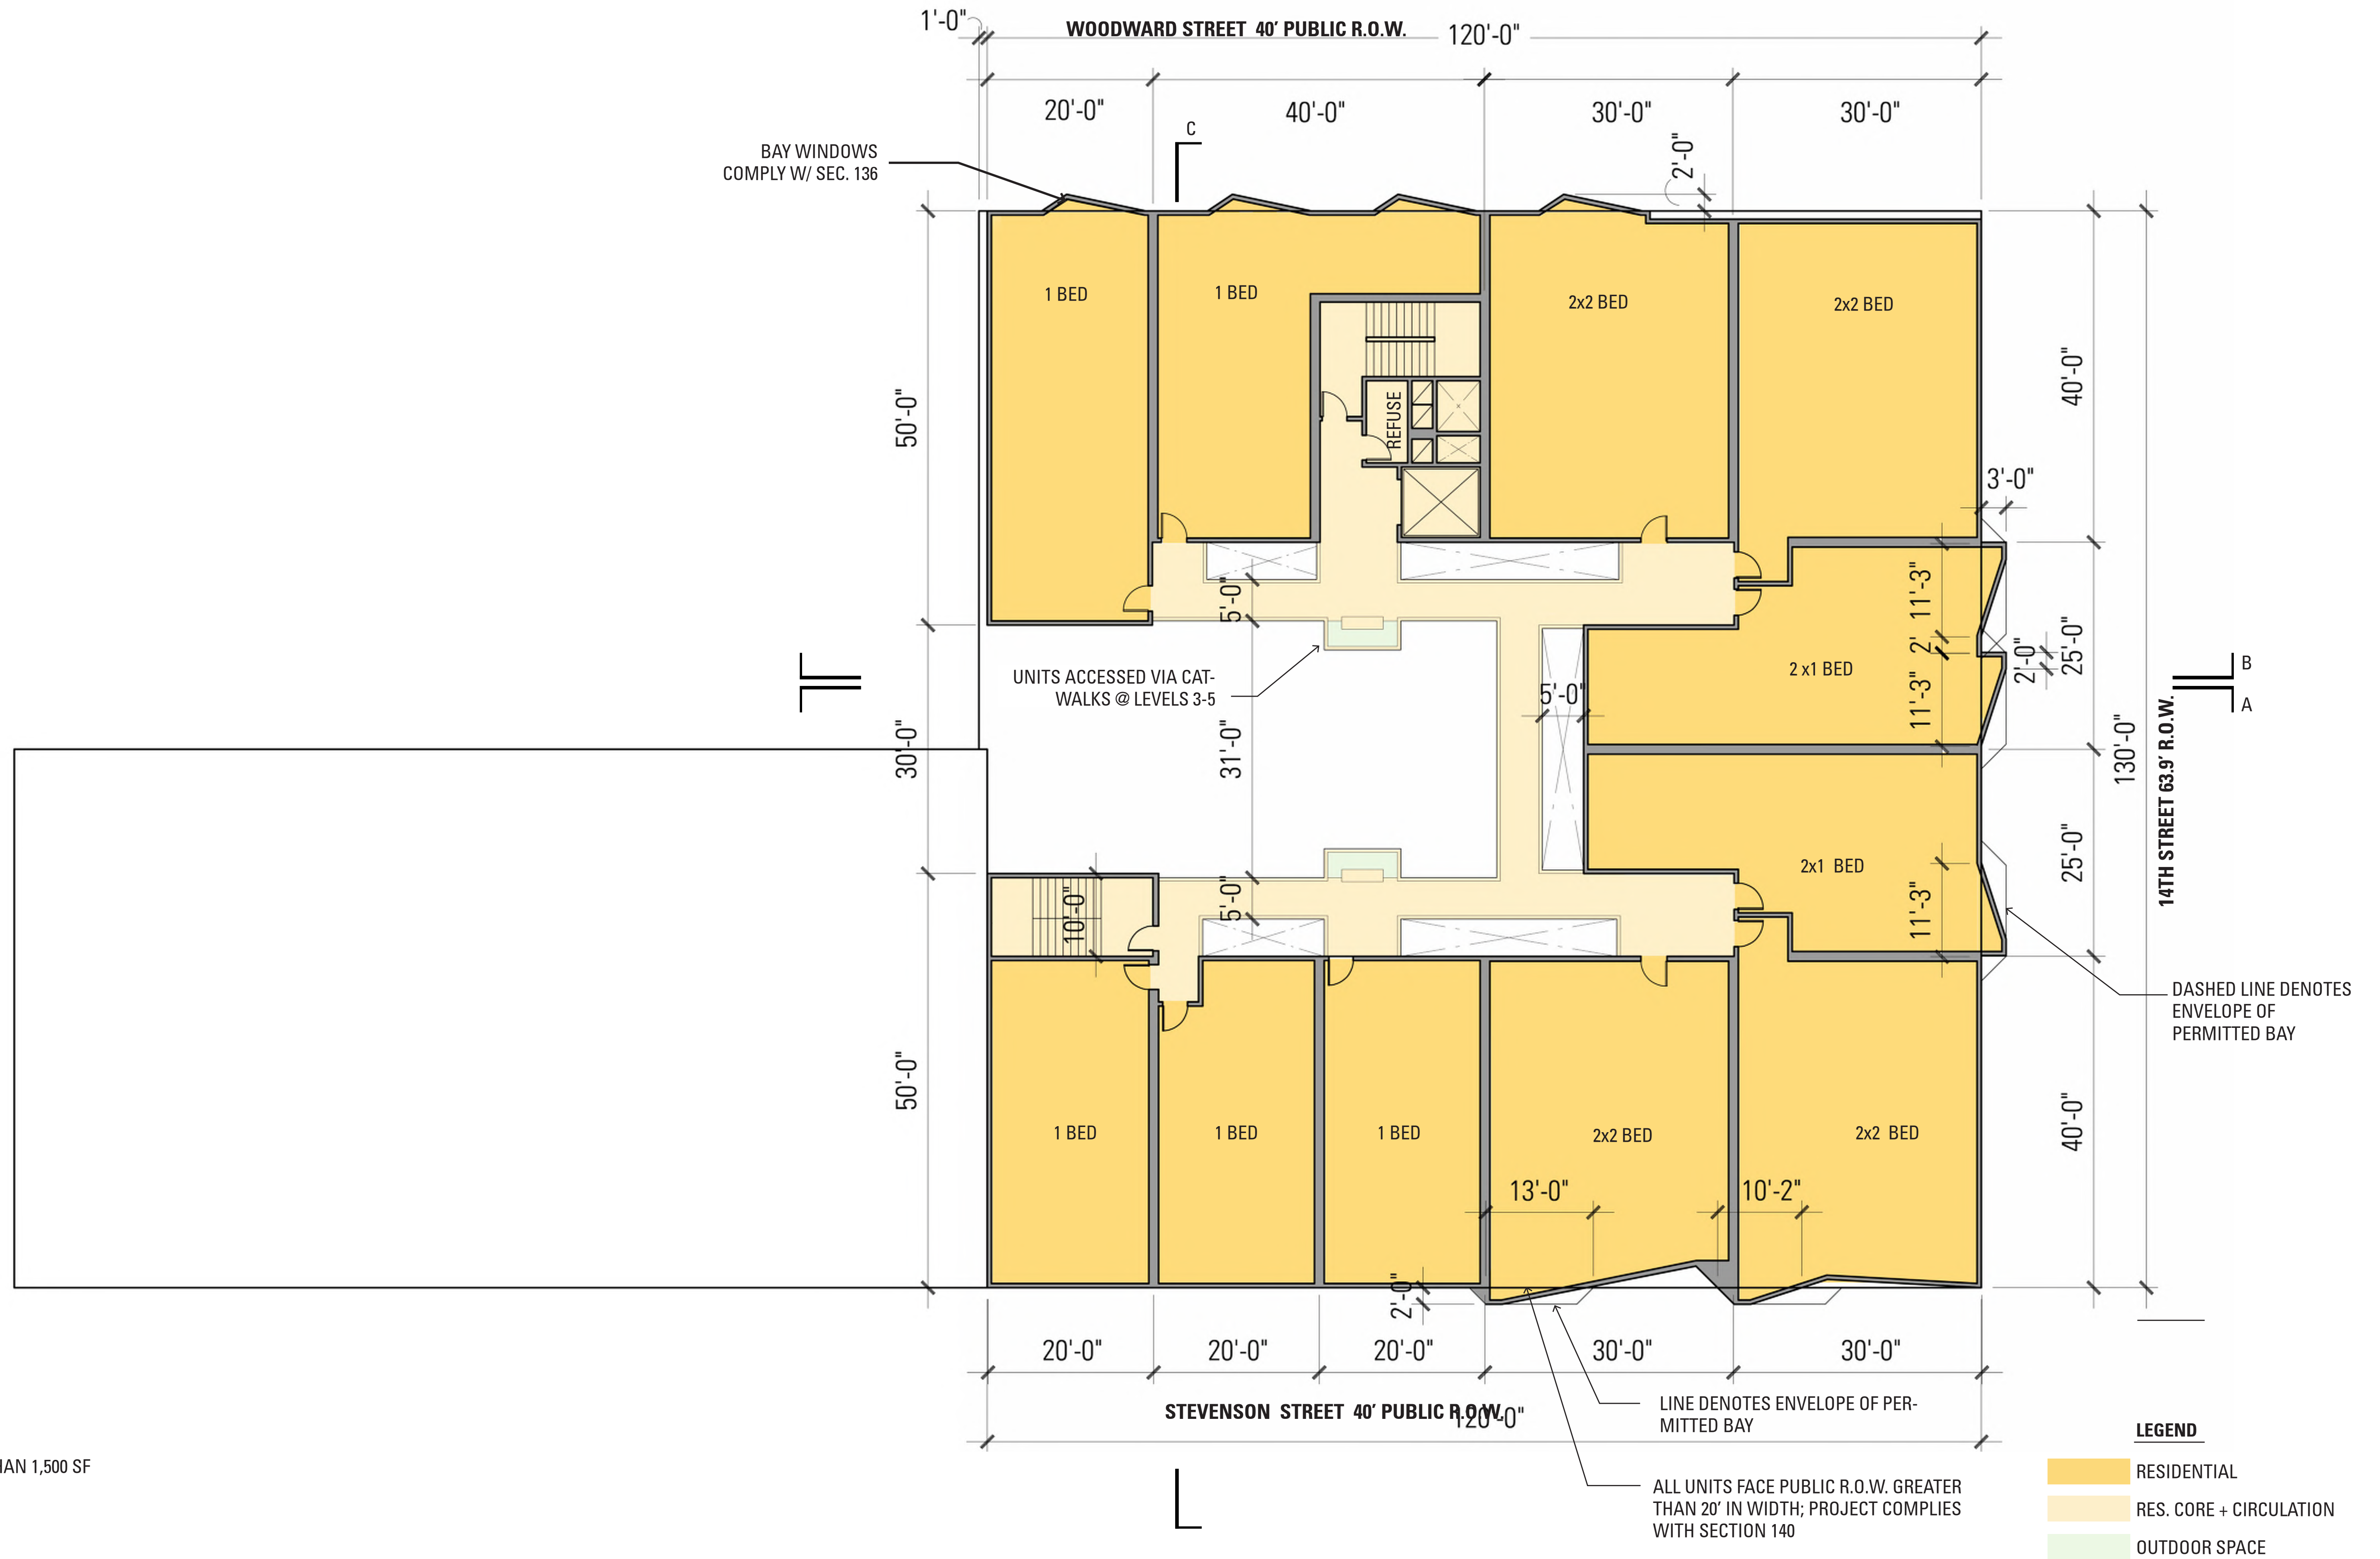 1'-0"
WOODWARD STREET 40' PUBLIC R.O.W.
120'-0"
20'-0"
40'-0"
30'-0"
30'-0"
C
2'-0"
BAY WINDOWS
COMPLY W/ SEC. 136
1 BED
1 BED
2x2 BED
2x2 BED
50'-0"
REFUSE
40'-0"
3'-0"
5'-0"
11'-3"
2'
25'-0"
2'-0"
UNITS ACCESSED VIA CAT-
WALKS @ LEVELS 3-5
2 x1 BED
5'-0"
11'-3"
B
A
30'-0"
31'-0"
130'-0"
14TH STREET 63.9' R.O.W.
2x1 BED
25'-0"
11'-3"
10'-0"
5'-0"
DASHED LINE DENOTES
ENVELOPE OF
PERMITTED BAY
50'-0"
1 BED
1 BED
1 BED
2x2 BED
2x2 BED
40'-0"
13'-0"
10'-2"
2'-0"
20'-0"
20'-0"
20'-0"
30'-0"
30'-0"
STEVENSON STREET 40' PUBLIC R.O.W.
120'-0"
LINE DENOTES ENVELOPE OF PER-
MITTED BAY
ALL UNITS FACE PUBLIC R.O.W. GREATER
THAN 20' IN WIDTH; PROJECT COMPLIES
WITH SECTION 140
LEGEND
RESIDENTIAL
RES. CORE + CIRCULATION
OUTDOOR SPACE
1,500 SF